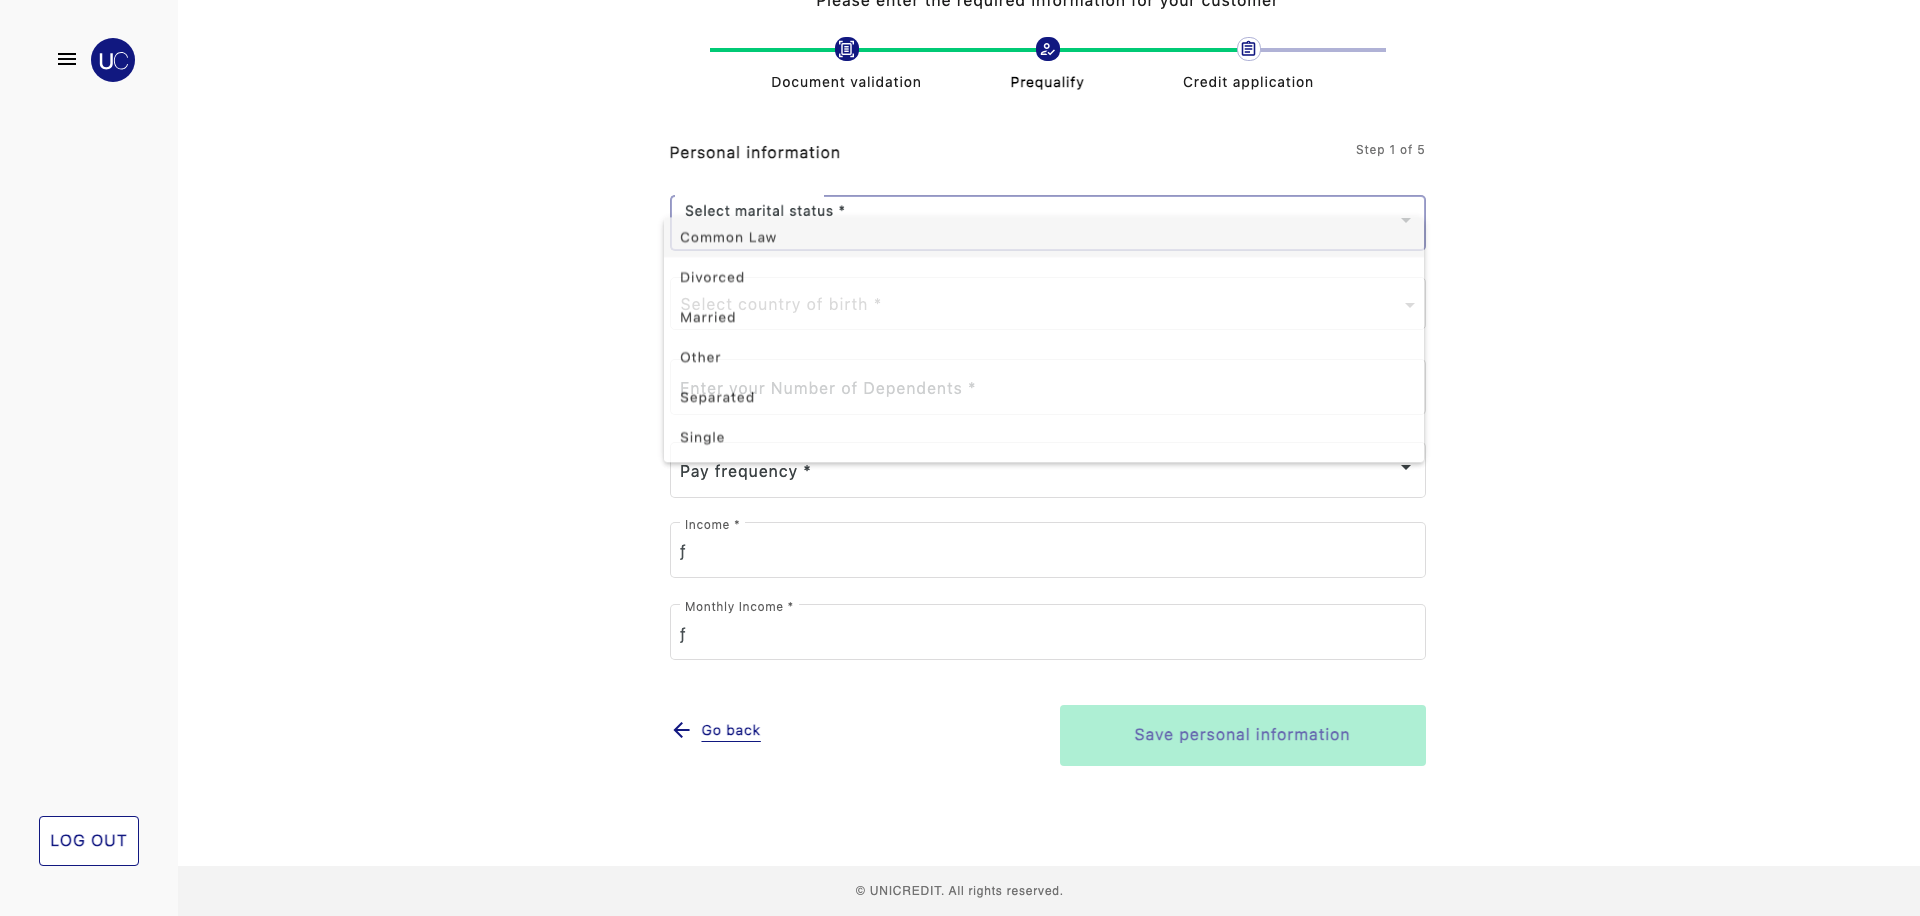 Please enter the required information for your customer
UC
Document validation
Prequalify
Credit application
Personal information
Step 1 of 5
Select marital status *
Common Law
Divorced
Select country of birth *
Married
Other
Enter your Number of Dependents *
Separated
Single
Pay frequency *
Income *
ƒ
Monthly Income *
ƒ
Go back
Save personal information
LOG OUT
© UNICREDIT. All rights reserved.